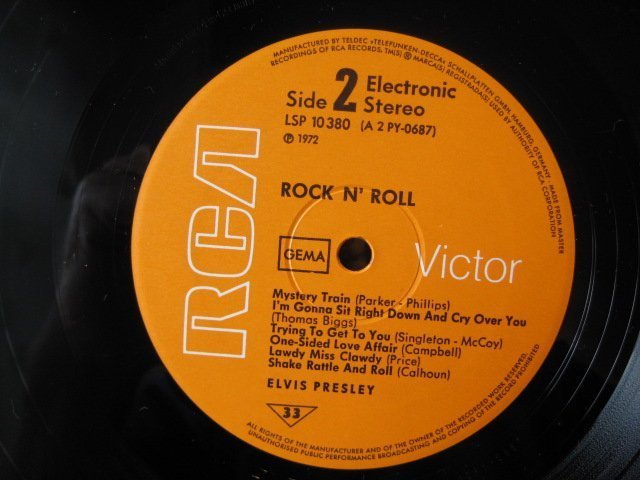 MANUFACTURED BY TELDEC »TELEFUNKEN-DECCA« SCHALLPLATTEN GMBH, HAMBURG, GERMANY · MADE FROM MASTER
RECORDINGS OF RCA RECORDS, TM(S) ® MARCA(S) REGISTRADA(S) USED BY AUTHORITY OF RCA CORPORATION
Side 2 Electronic Stereo
LSP 10 380 (A 2 PY-0687)
℗ 1972
RCA
ROCK N' ROLL
GEMA
Victor
Mystery Train (Parker - Phillips)
I'm Gonna Sit Right Down And Cry Over You
(Thomas Biggs)
Trying To Get To You (Singleton - McCoy)
One-Sided Love Affair (Campbell)
Lawdy Miss Clawdy (Price)
Shake Rattle And Roll (Calhoun)
ELVIS PRESLEY
33
ALL RIGHTS OF THE MANUFACTURER AND OF THE OWNER OF THE RECORDED WORK RESERVED.
UNAUTHORISED PUBLIC PERFORMANCE BROADCASTING AND COPYING OF THE RECORD PROHIBITED